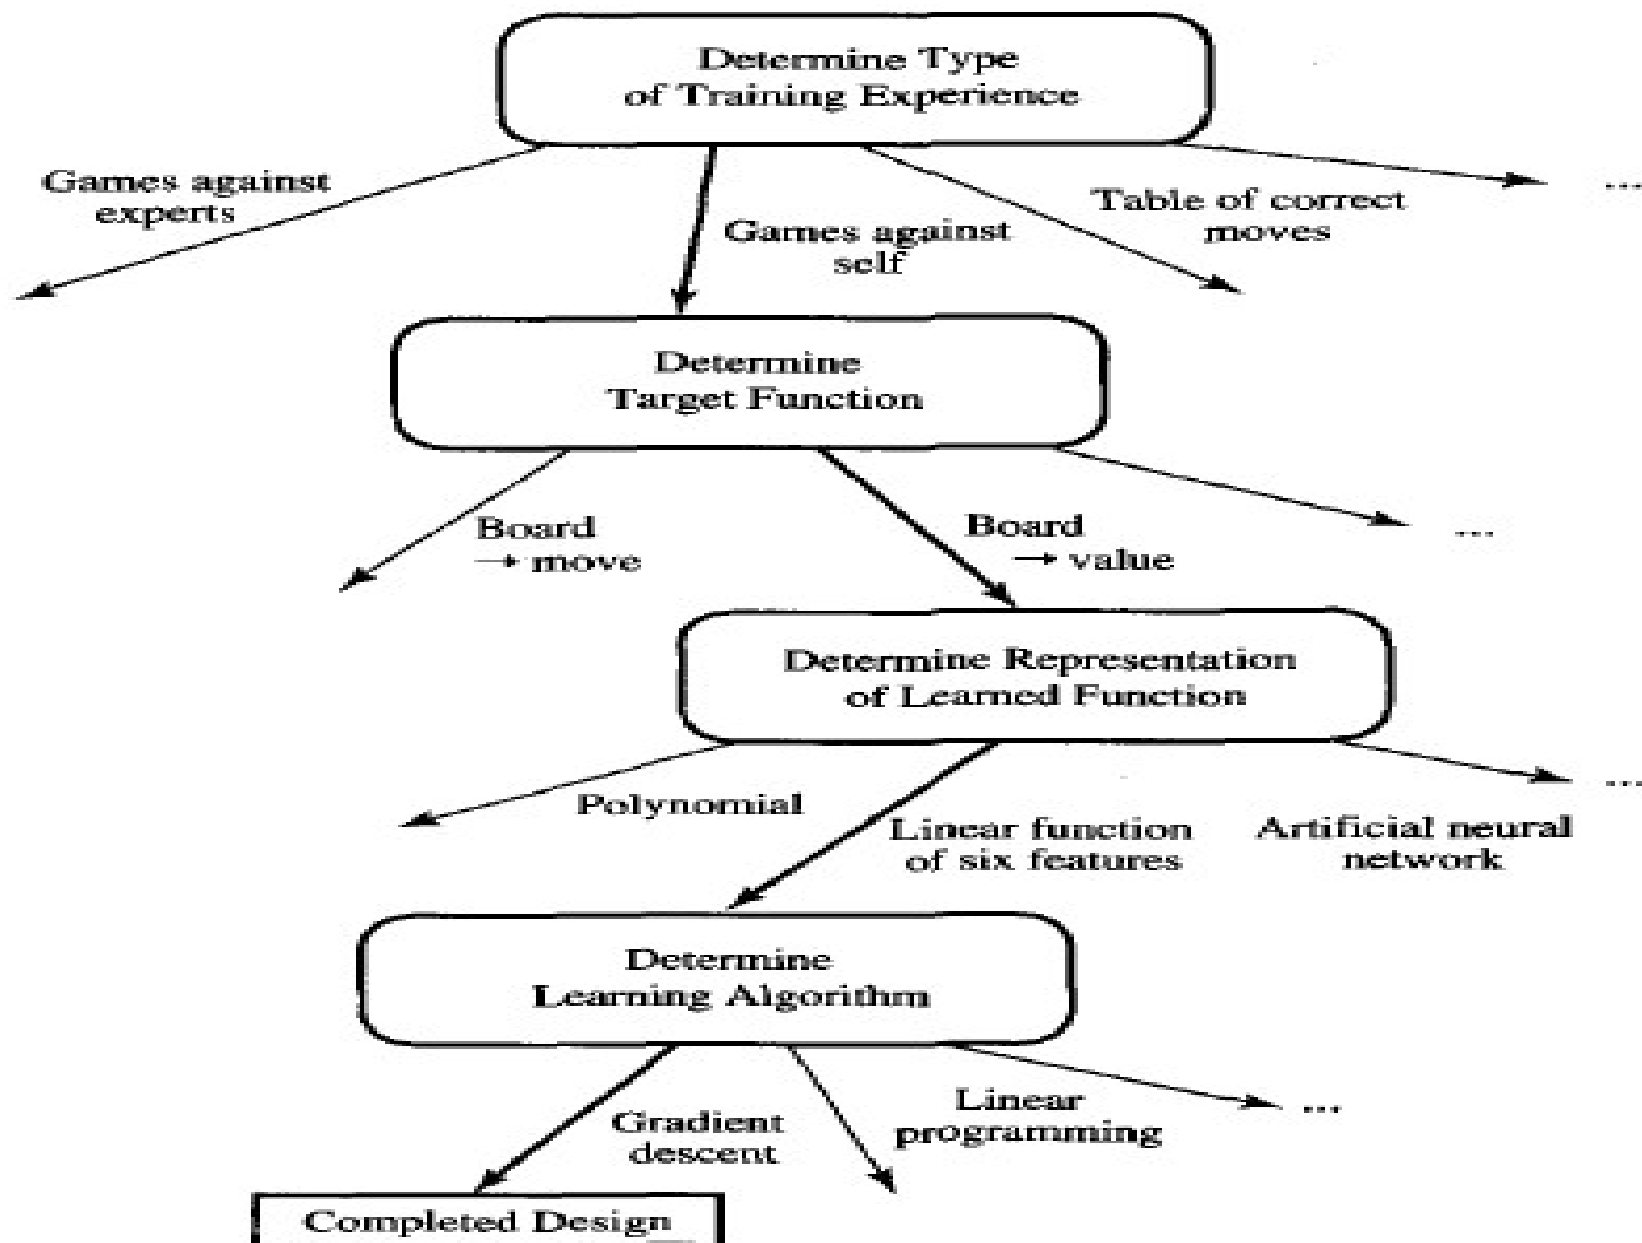 Determine Type
of Training Experience
Games against
experts
Games against
self
Table of correct
moves
...
Determine
Target Function
Board
→ move
Board
→ value
...
Determine Representation
of Learned Function
Polynomial
Linear function
of six features
Artificial neural
network
...
Determine
Learning Algorithm
Gradient
descent
Linear
programming
...
Completed Design